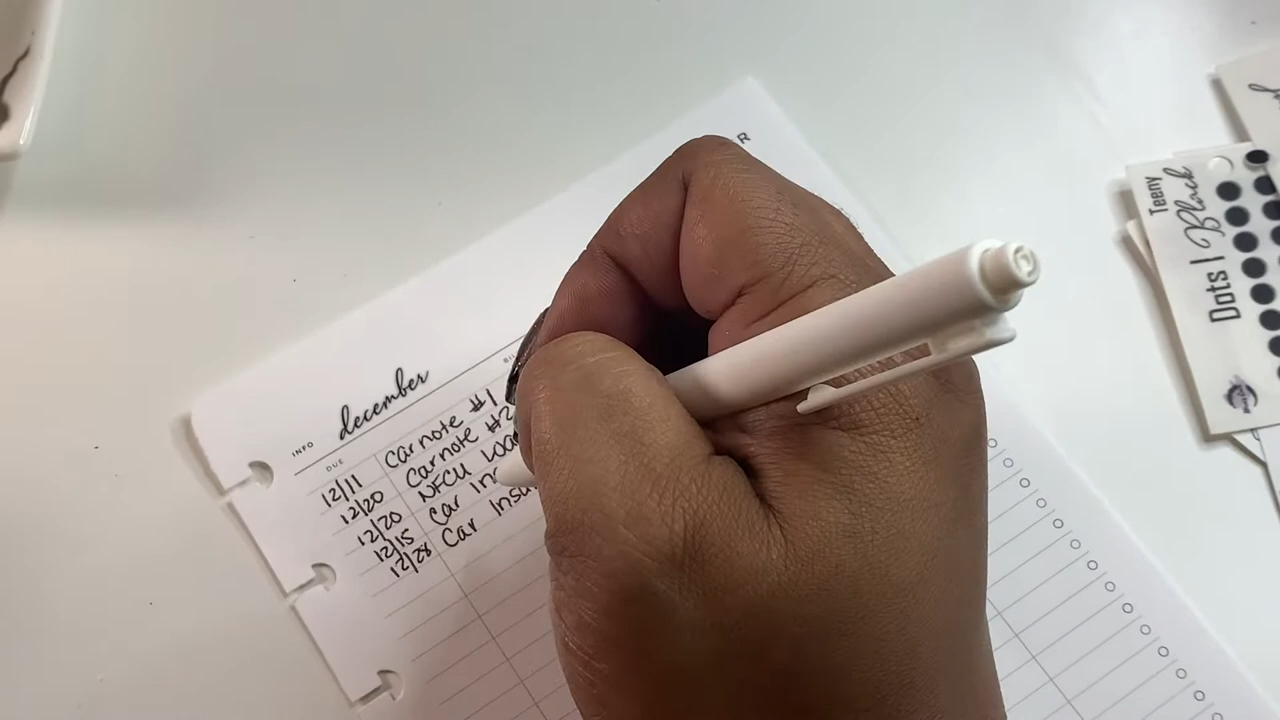 R
december
INFO
DUE
12/11 Car note #1
12/20 Car note #2
12/20 NFCU
12/15 Car
12/28 Car
Teeny
Dots | Black